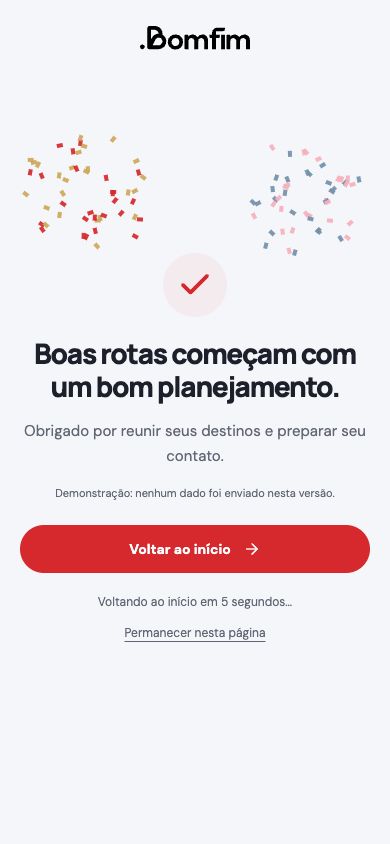 .Bomfim
Boas rotas começam com
um bom planejamento.
Obrigado por reunir seus destinos e preparar seu
contato.
Demonstração: nenhum dado foi enviado nesta versão.
Voltar ao início →
Voltando ao início em 5 segundos…
Permanecer nesta página